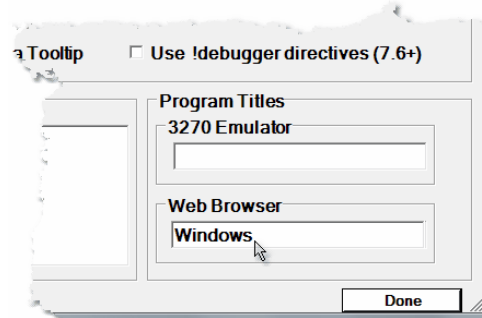 a Tooltip Use !debugger directives (7.6+)
Program Titles
3270 Emulator
Web Browser
Windows
Done